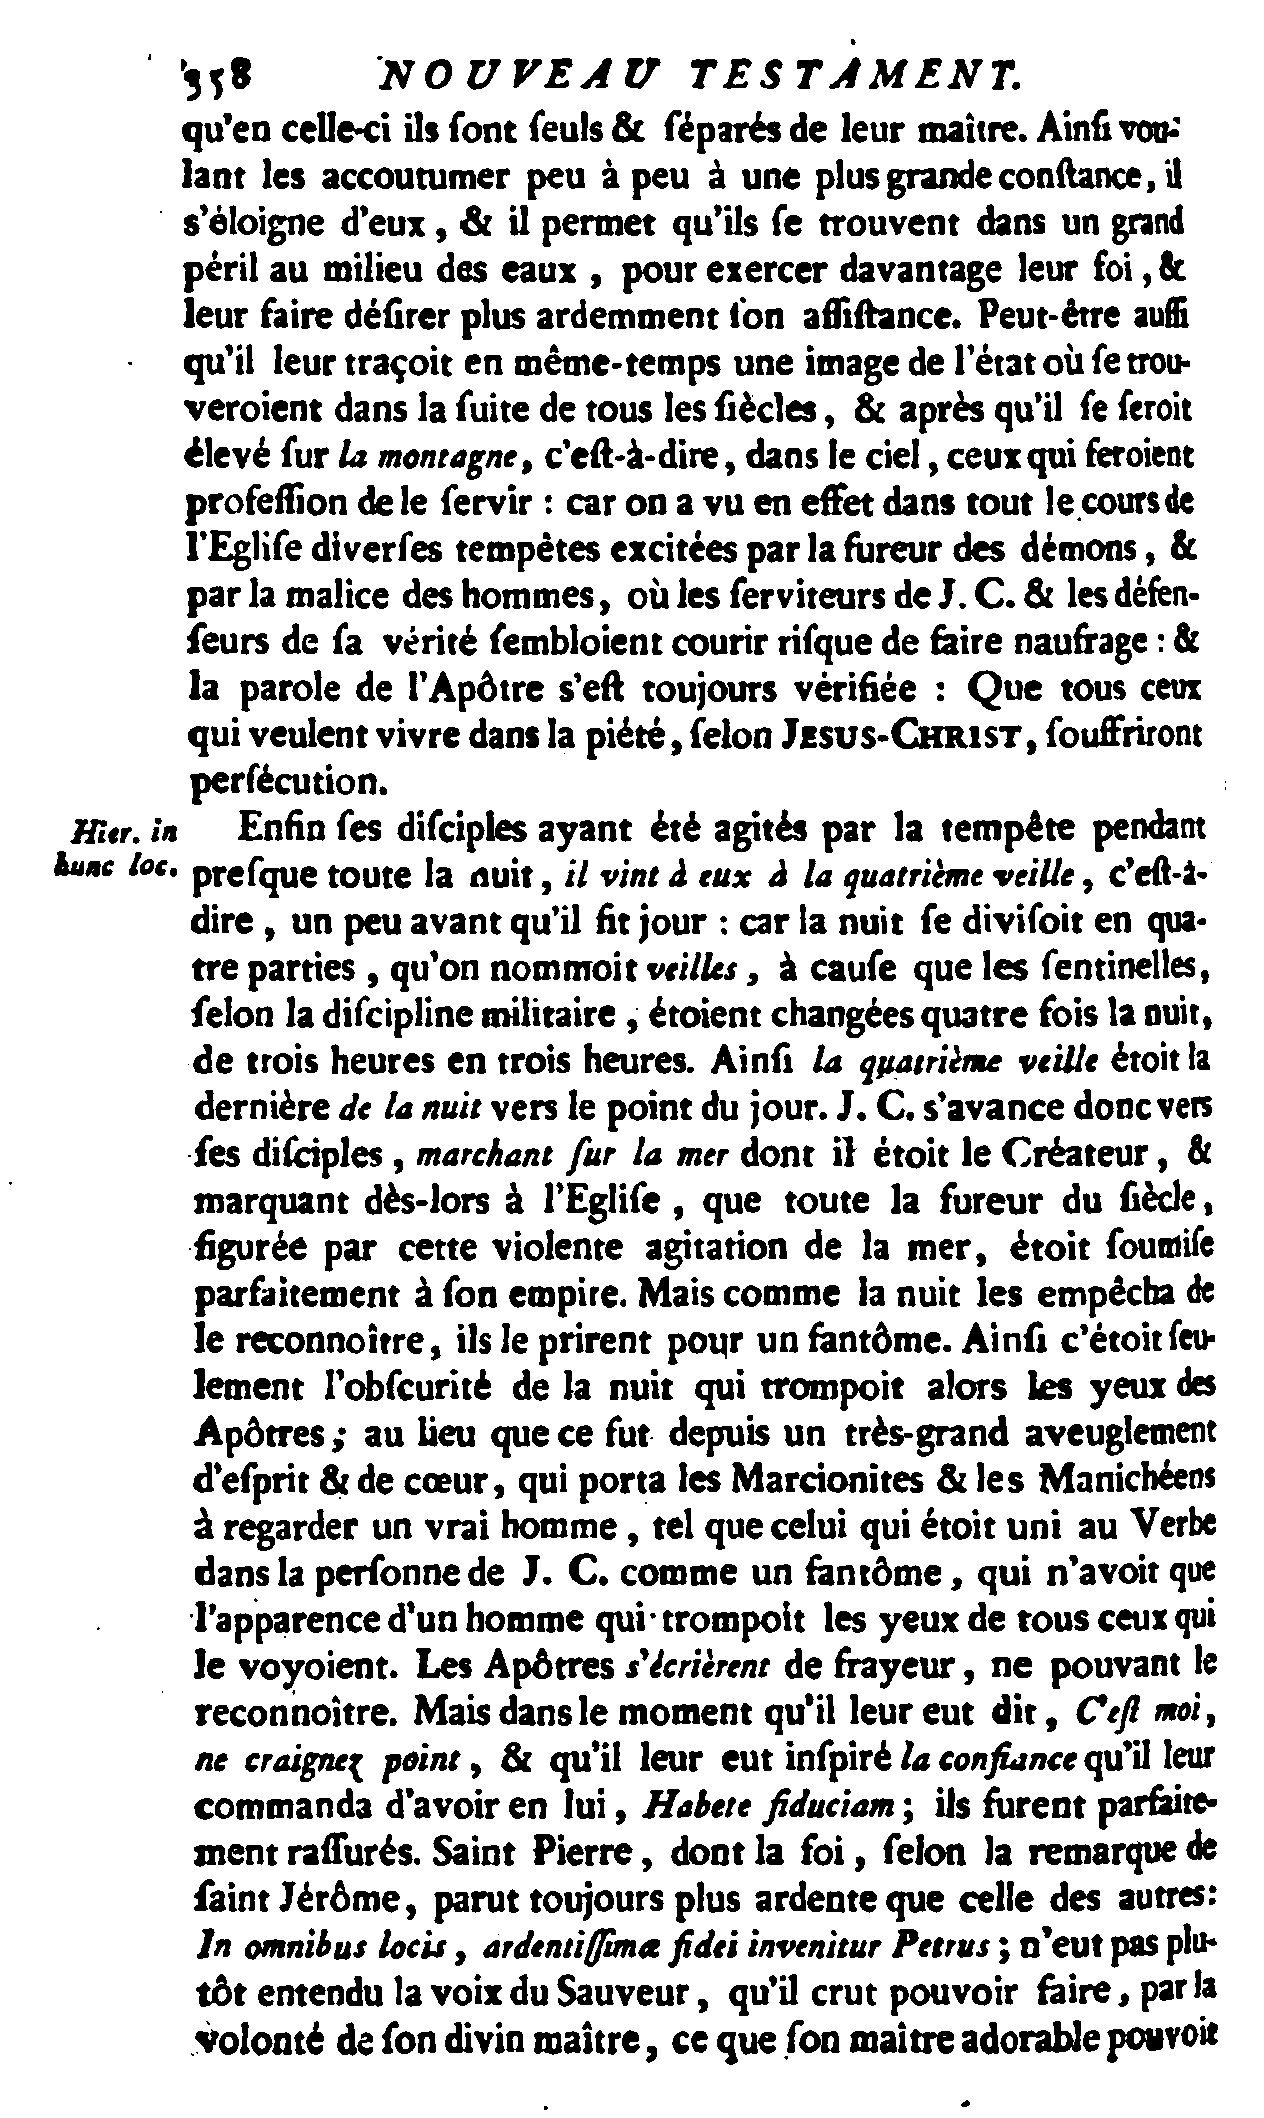 358 NOUVEAU TESTAMENT.
qu'en celle-ci ils ſont ſeuls & ſéparés de leur maître. Ainſi vou-
lant les accoutumer peu à peu à une plus grande conſtance, il
s'éloigne d'eux, & il permet qu'ils ſe trouvent dans un grand
péril au milieu des eaux, pour exercer davantage leur foi, &
leur faire déſirer plus ardemment ſon aſſiſtance. Peut-être auſſi
qu'il leur traçoit en même-temps une image de l'état où ſe trou-
veroient dans la ſuite de tous les ſiècles, & après qu'il ſe ſeroit
élevé ſur la montagne, c'eſt-à-dire, dans le ciel, ceux qui feroient
profeſſion de le ſervir : car on a vu en effet dans tout le cours de
l'Egliſe diverſes tempêtes excitées par la fureur des démons, &
par la malice des hommes, où les ſerviteurs de J. C. & les défen-
ſeurs de ſa vérité ſembloient courir riſque de faire naufrage : &
la parole de l'Apôtre s'eſt toujours vérifiée : Que tous ceux
qui veulent vivre dans la piété, ſelon JESUS-CHRIST, ſouffriront
perſécution.
Hier. in
hunc loc.
Enfin ſes diſciples ayant été agités par la tempête pendant
preſque toute la nuit, il vint à eux à la quatrième veille, c'eſt-à-
dire, un peu avant qu'il fît jour : car la nuit ſe diviſoit en qua-
tre parties, qu'on nommoit veilles, à cauſe que les ſentinelles,
ſelon la diſcipline militaire, étoient changées quatre fois la nuit,
de trois heures en trois heures. Ainſi la quatrième veille étoit la
dernière de la nuit vers le point du jour. J. C. s'avance donc vers
ſes diſciples, marchant ſur la mer dont il étoit le Créateur, &
marquant dès-lors à l'Egliſe, que toute la fureur du ſiècle,
figurée par cette violente agitation de la mer, étoit ſoumiſe
parfaitement à ſon empire. Mais comme la nuit les empêcha de
le reconnoître, ils le prirent pour un fantôme. Ainſi c'étoit ſeu-
lement l'obſcurité de la nuit qui trompoit alors les yeux des
Apôtres; au lieu que ce fut depuis un très-grand aveuglement
d'eſprit & de cœur, qui porta les Marcionites & les Manichéens
à regarder un vrai homme, tel que celui qui étoit uni au Verbe
dans la perſonne de J. C. comme un fantôme, qui n'avoit que
l'apparence d'un homme qui trompoit les yeux de tous ceux qui
le voyoient. Les Apôtres s'écrièrent de frayeur, ne pouvant le
reconnoître. Mais dans le moment qu'il leur eut dit, C'eſt moi,
ne craignez point, & qu'il leur eut inſpiré la confiance qu'il leur
commanda d'avoir en lui, Habete fiduciam; ils furent parfaite-
ment raſſurés. Saint Pierre, dont la foi, ſelon la remarque de
ſaint Jérôme, parut toujours plus ardente que celle des autres:
In omnibus locis, ardentiſſimæ fidei invenitur Petrus; n'eut pas plu-
tôt entendu la voix du Sauveur, qu'il crut pouvoir faire, par la
volonté de ſon divin maître, ce que ſon maître adorable pouvoit